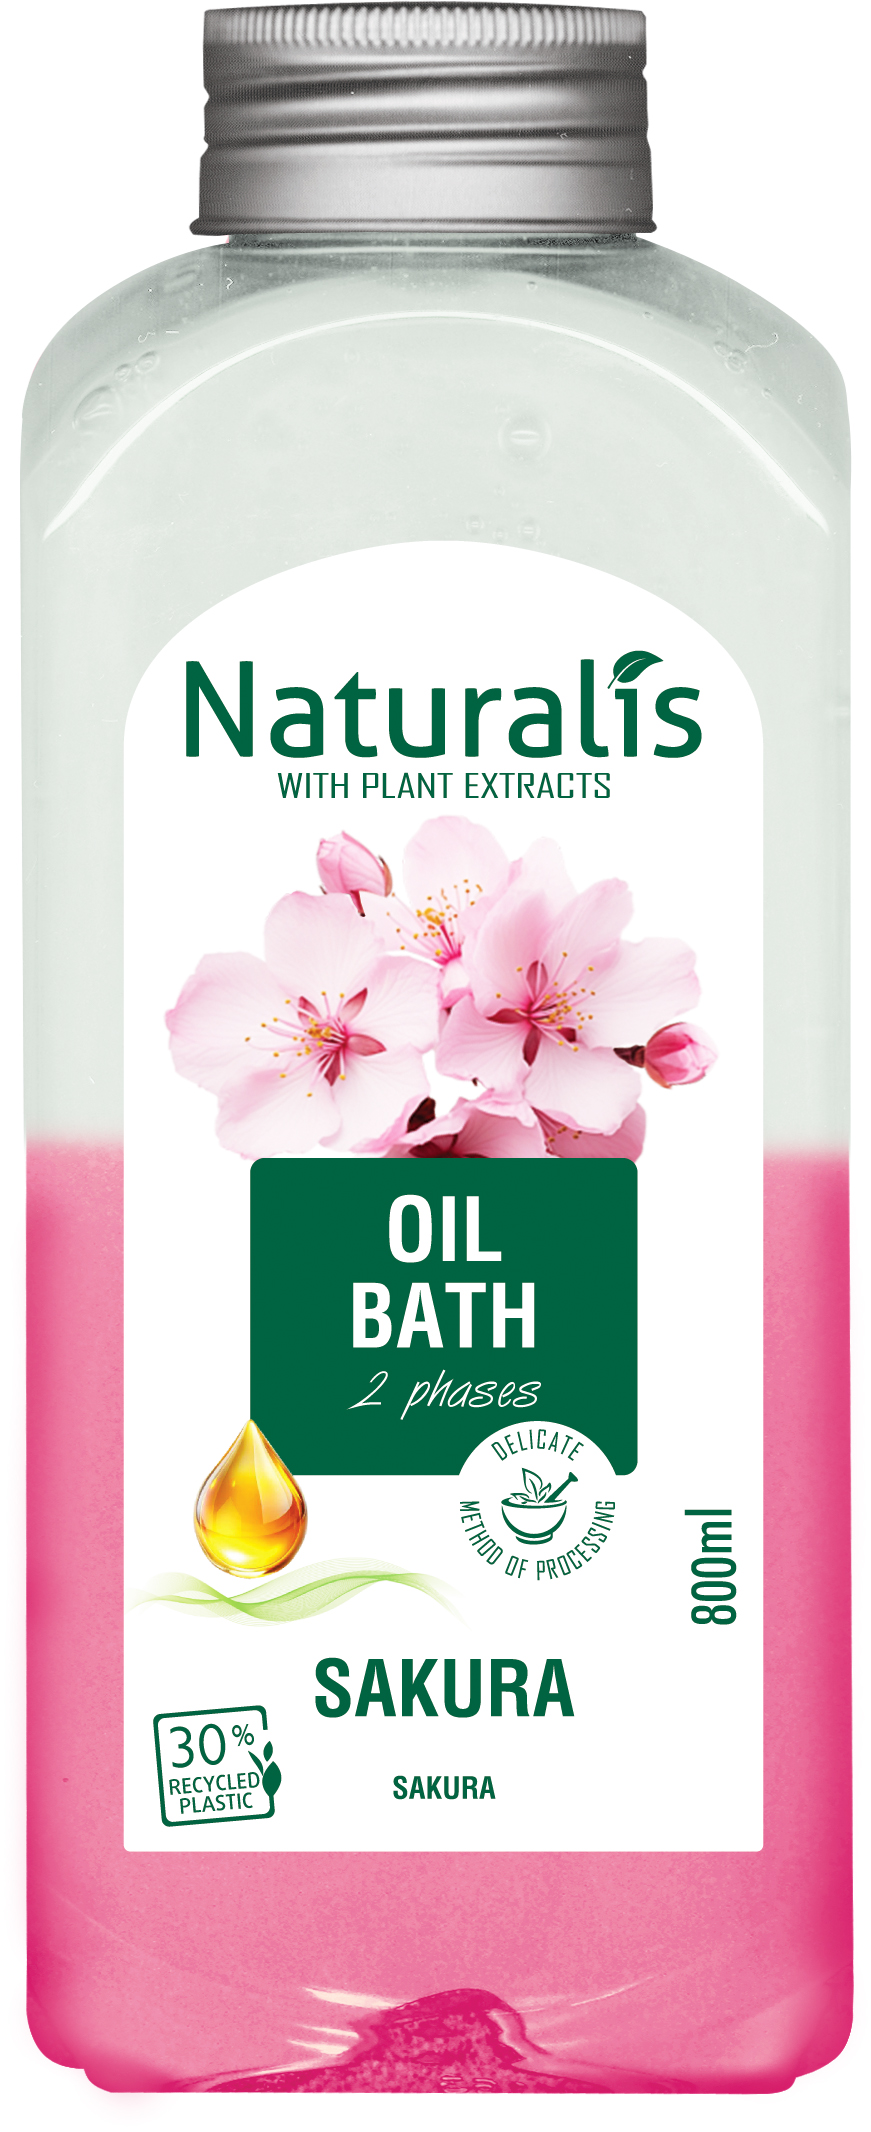 Naturalis
WITH PLANT EXTRACTS
OIL
BATH
2 phases
DELICATE
METHOD OF PROCESSING
800ml
SAKURA
30%
RECYCLED
PLASTIC
SAKURA